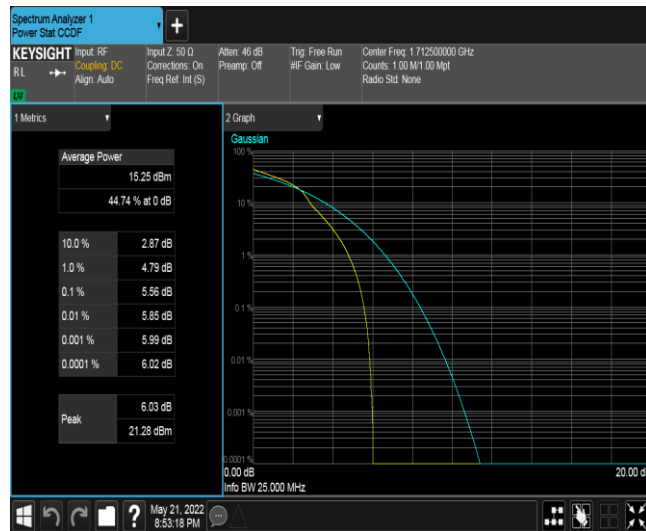 Spectrum Analyzer 1
Power Stat CCDF
+
KEYSIGHT
RL
LXI
Input: RF
Coupling: DC
Align: Auto
Input Z: 50 Ω
Corrections: On
Freq Ref: Int (S)
Atten: 46 dB
Preamp: Off
Trig: Free Run
#IF Gain: Low
Center Freq: 1.712500000 GHz
Counts: 1.00 M/1.00 Mpt
Radio Std: None
1 Metrics
Average Power
15.25 dBm
44.74 % at 0 dB
10.0 % 2.87 dB
1.0 % 4.79 dB
0.1 % 5.56 dB
0.01 % 5.85 dB
0.001 % 5.99 dB
0.0001 % 6.02 dB
Peak
6.03 dB
21.28 dBm
2 Graph
Gaussian
100 %
10 %
1 %
0.1 %
0.01 %
0.001 %
0.0001 %
0.00 dB
20.00 d
Info BW 25.000 MHz
?
May 21, 2022
8:53:18 PM